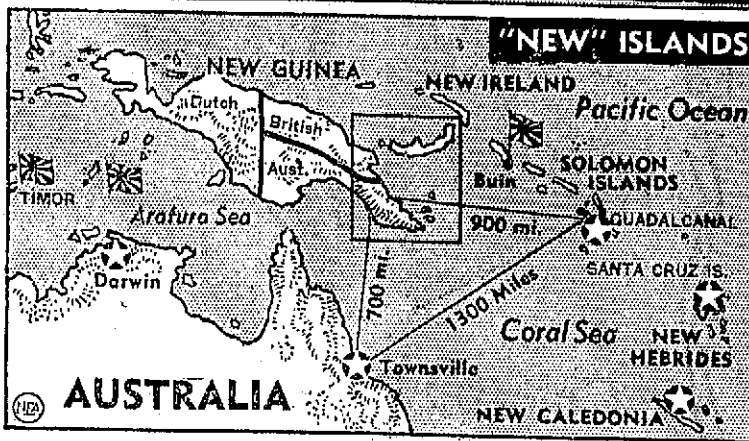 "NEW" ISLANDS
NEW GUINEA
NEW IRELAND
Dutch
Pacific Ocean
British
SOLOMON
ISLANDS
Aust.
Buin
TIMOR
Arafura Sea
900 mi.
GUADALCANAL
SANTA CRUZ IS.
Darwin
700 mi.
1300 Miles
Coral Sea
NEW
HEBRIDES
Townsville
AUSTRALIA
NEA
NEW CALEDONIA